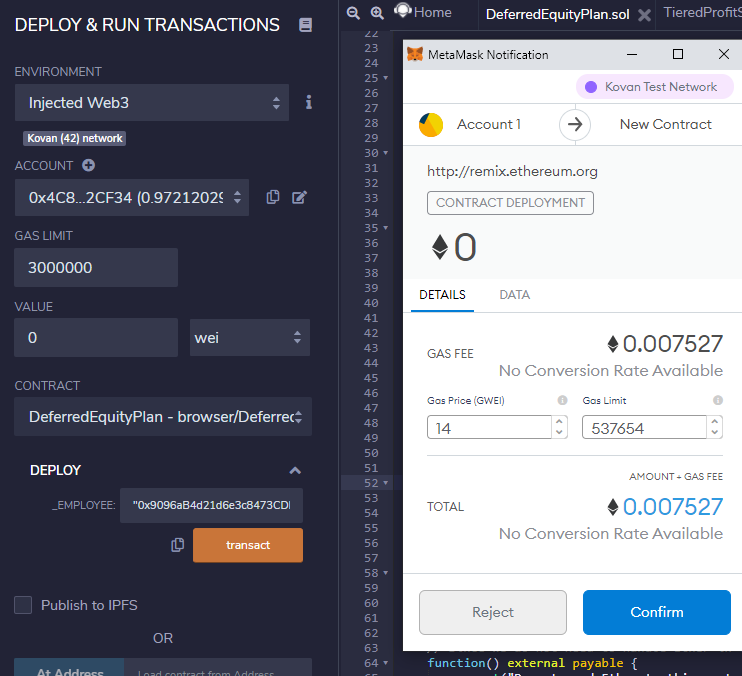 DEPLOY & RUN TRANSACTIONS
ENVIRONMENT
Injected Web3
i
Kovan (42) network
ACCOUNT
0x4C8...2CF34 (0.97212029
GAS LIMIT
3000000
VALUE
0
wei
CONTRACT
DeferredEquityPlan - browser/Deferred
DEPLOY
_EMPLOYEE:
"0x9096aB4d21d6e3c8473CDI
transact
Publish to IPFS
OR
At Address
Load contract from Address
Home
DeferredEquityPlan.sol
TieredProfitS
22
23
24
25
26
27
28
29
30
31
32
33
34
35
36
37
38
39
40
41
42
43
44
45
46
47
48
49
50
51
52
53
54
55
56
57
58
59
60
61
62
63
64
function() external payable {
MetaMask Notification
Kovan Test Network
Account 1
New Contract
http://remix.ethereum.org
CONTRACT DEPLOYMENT
0
DETAILS
DATA
GAS FEE
0.007527
No Conversion Rate Available
Gas Price (GWEI)
Gas Limit
14
537654
AMOUNT + GAS FEE
TOTAL
0.007527
No Conversion Rate Available
Reject
Confirm